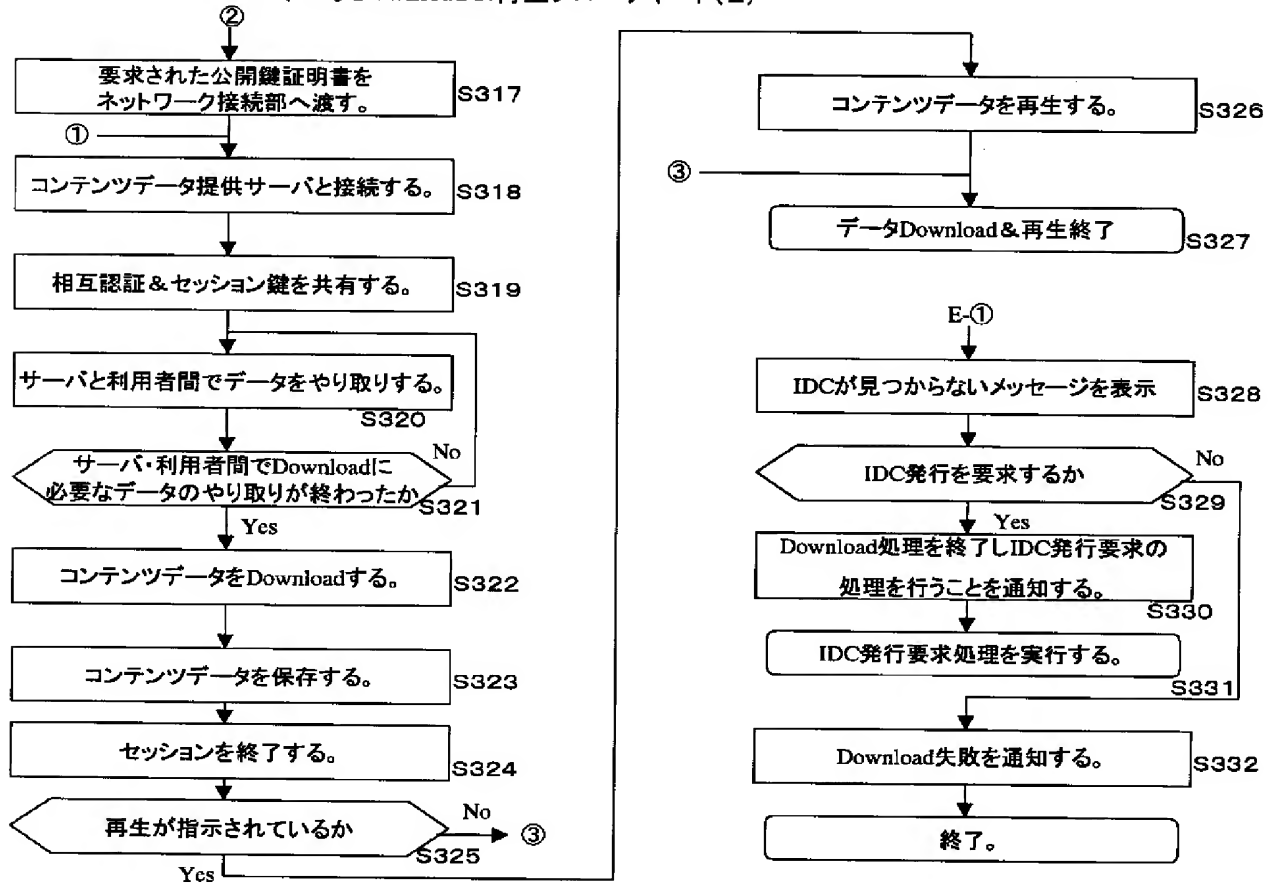 ②
要求された公開鍵証明書を
ネットワーク接続部へ渡す。
S317
①
コンテンツデータ提供サーバと接続する。
S318
相互認証&セッション鍵を共有する。
S319
サーバと利用者間でデータをやり取りする。
S320
サーバ・利用者間でDownloadに
必要なデータのやり取りが終わったか
No
S321
Yes
コンテンツデータをDownloadする。
S322
コンテンツデータを保存する。
S323
セッションを終了する。
S324
再生が指示されているか
No
③
S325
Yes
コンテンツデータを再生する。
S326
③
データDownload&再生終了
S327
E-①
IDCが見つからないメッセージを表示
S328
IDC発行を要求するか
No
S329
Yes
Download処理を終了しIDC発行要求の
処理を行うことを通知する。
S330
IDC発行要求処理を実行する。
S331
Download失敗を通知する。
S332
終了。